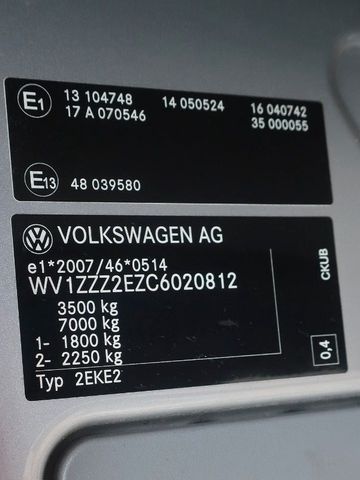 E1 13 104748 14 050524 16 040742
17 A 070546 35 000055
E13 48 039580
VOLKSWAGEN AG
e1*2007/46*0514
WV1ZZZ2EZC6020812
3500 kg
7000 kg
1- 1800 kg
2- 2250 kg
Typ 2EKE2
CKUB
0,4